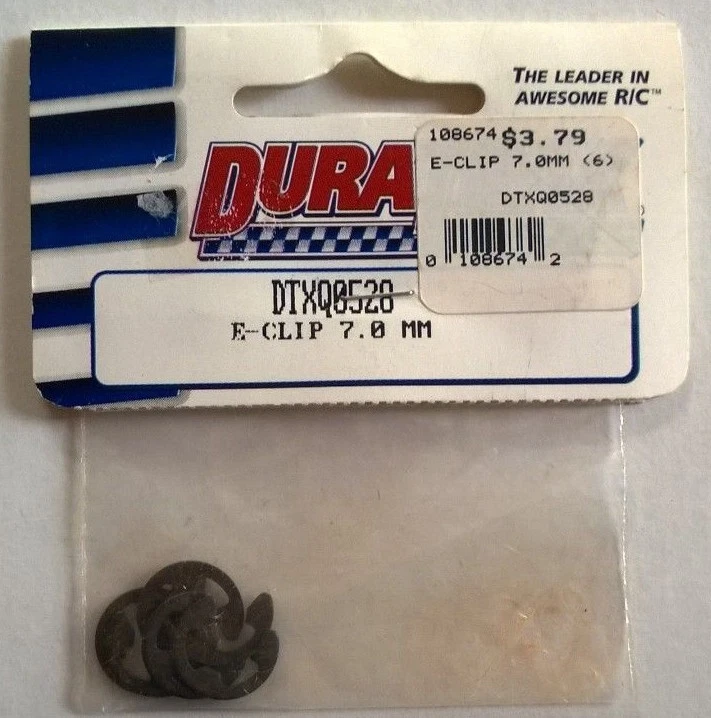 THE LEADER IN
AWESOME R/C™
DURA
108674 $3.79
E-CLIP 7.0MM (6)
DTXQ0528
0 108674 2
DTXQ0528
E-CLIP 7.0 MM